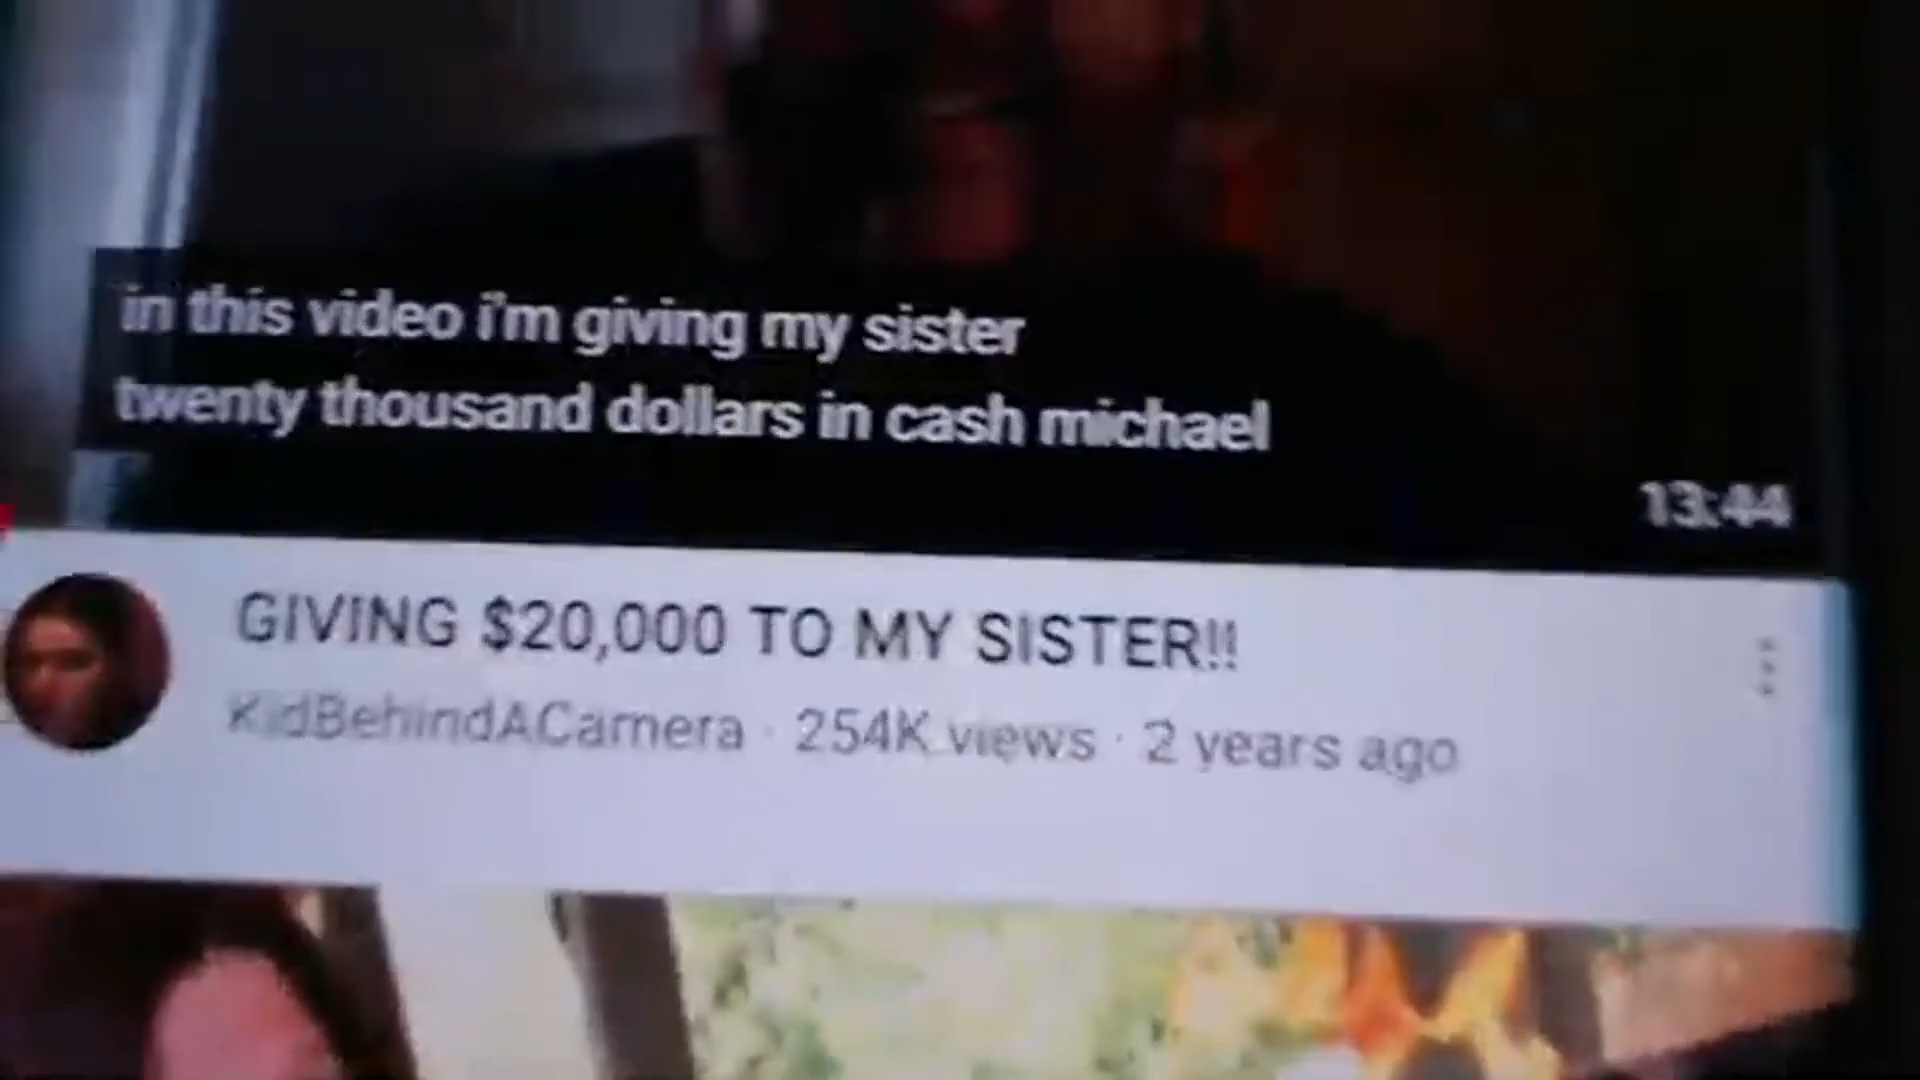 in this video i'm giving my sister
twenty thousand dollars in cash michael
13:44
GIVING $20,000 TO MY SISTER!!
KidBehindACamera · 254K views · 2 years ago